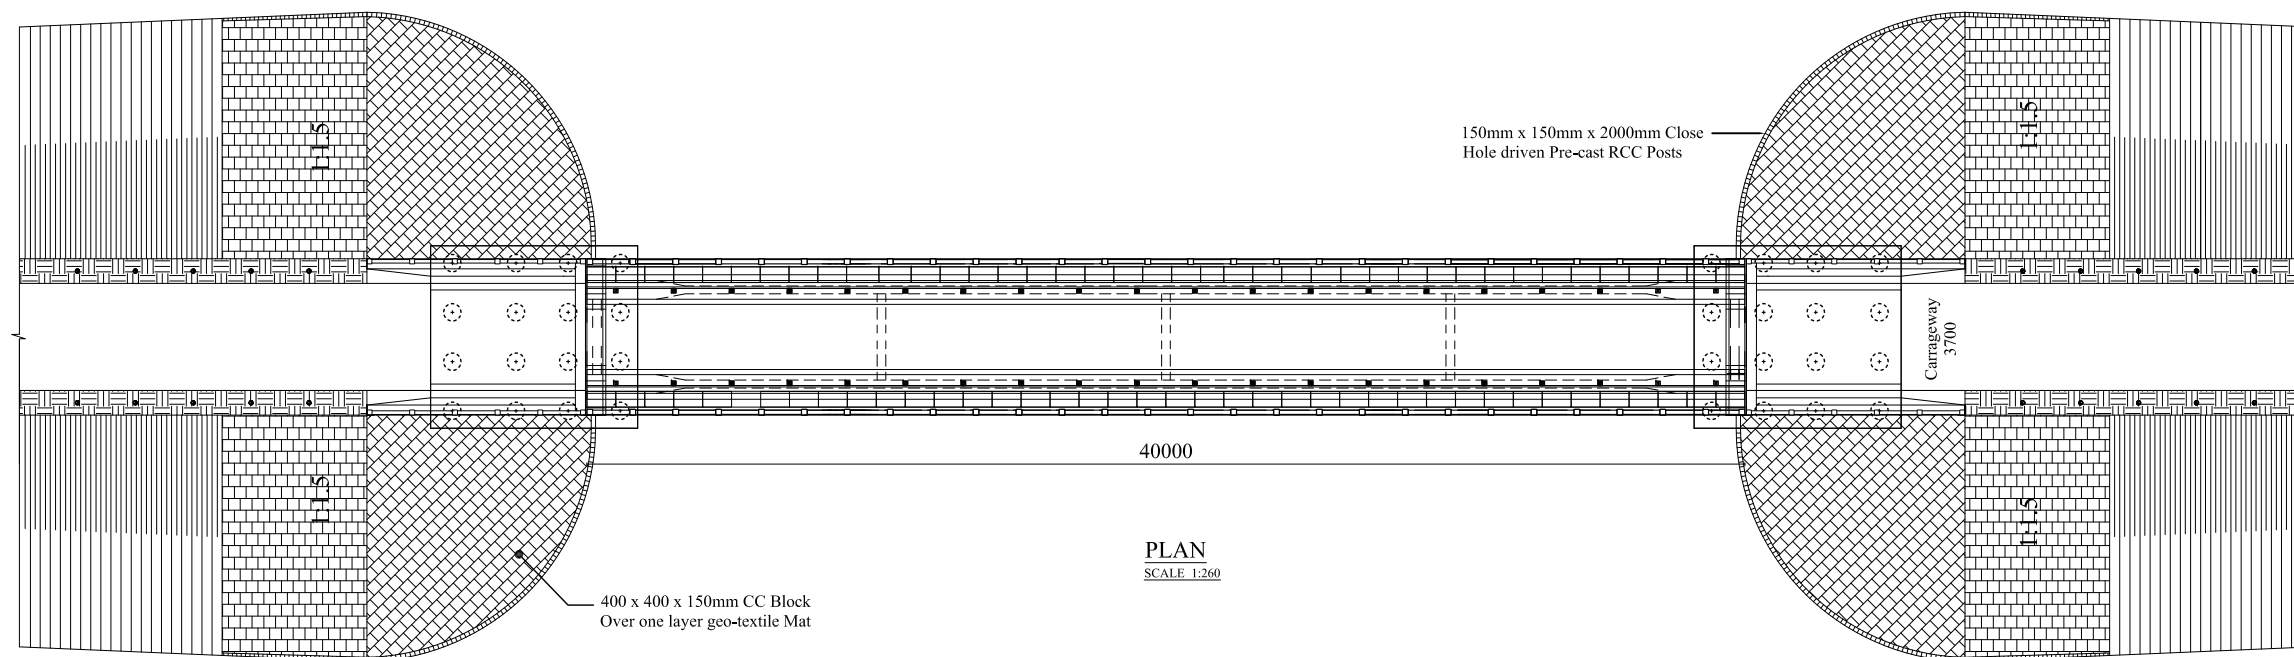 1:1.5
1:1.5
150mm x 150mm x 2000mm Close
Hole driven Pre-cast RCC Posts
Carrageway
3700
40000
1:1.5
1:1.5
PLAN
SCALE 1:260
400 x 400 x 150mm CC Block
Over one layer geo-textile Mat